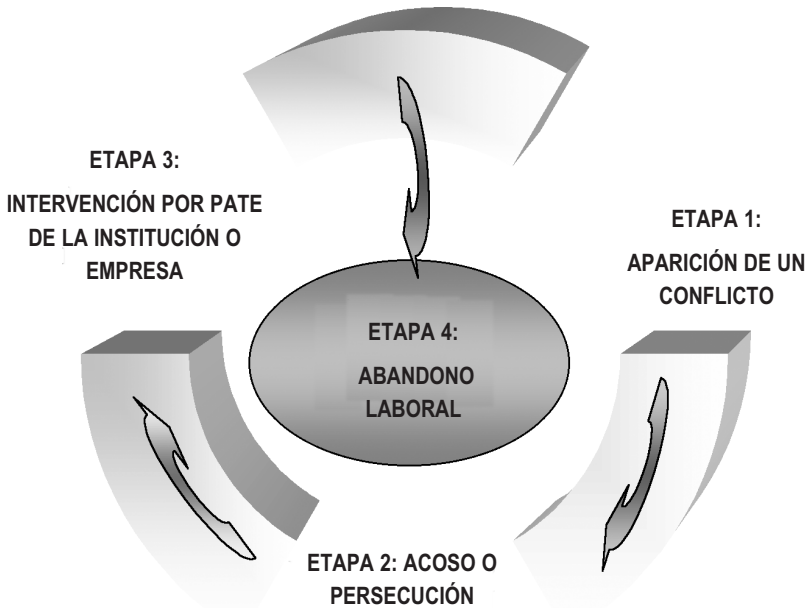 ETAPA 3:
INTERVENCIÓN POR PATE
DE LA INSTITUCIÓN O
EMPRESA
ETAPA 1:
APARICIÓN DE UN
CONFLICTO
ETAPA 4:
ABANDONO
LABORAL
ETAPA 2: ACOSO O
PERSECUCIÓN